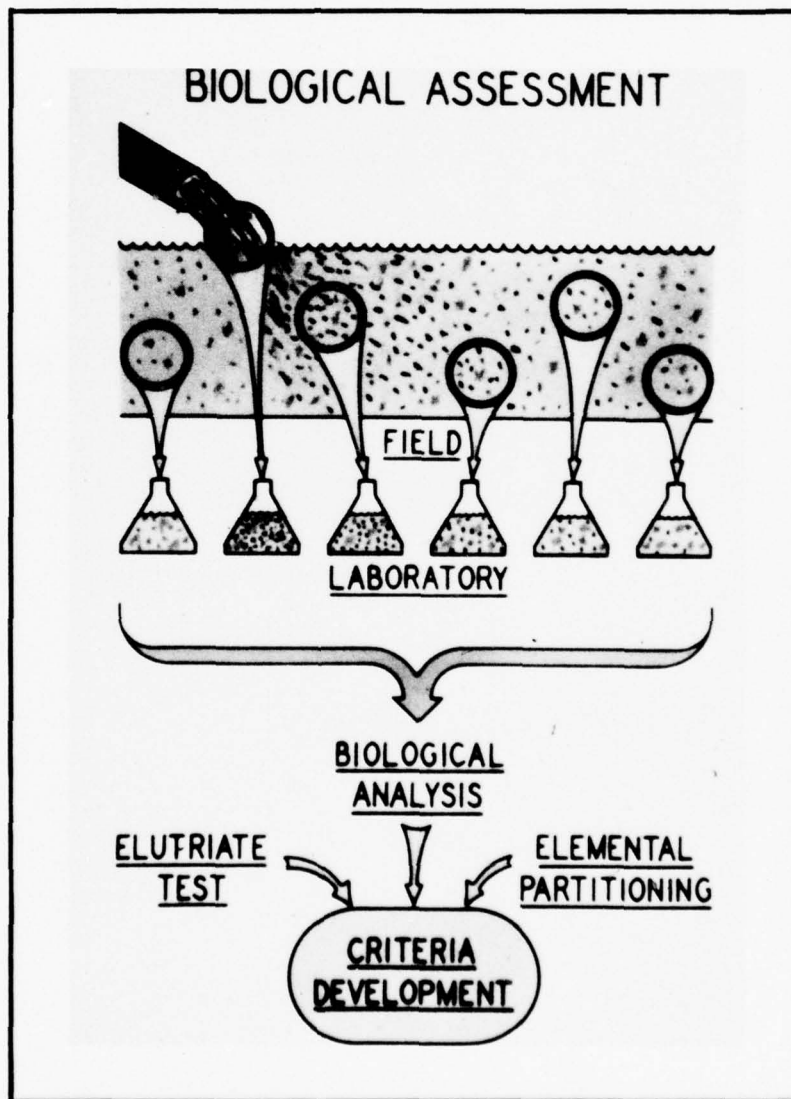 BIOLOGICAL ASSESSMENT
FIELD
LABORATORY
BIOLOGICAL
ANALYSIS
ELUTRIATE
TEST
ELEMENTAL
PARTITIONING
CRITERIA
DEVELOPMENT